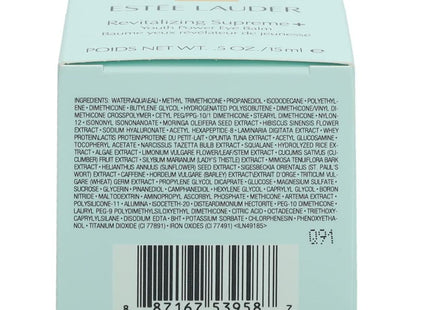 ESTEE LAUDER
Revitalizing Supreme+
Youth Power Eye Balm
Baume yeux révélateur de jeunesse
POIDS NET WT. .5 OZ. / 15 ml ℮
INGREDIENTS: WATER\AQUA\EAU • METHYL TRIMETHICONE • PROPANEDIOL • ISODODECANE • POLYETHYL-
ENE • DIMETHICONE • BUTYLENE GLYCOL • HYDROGENATED POLYISOBUTENE • DIMETHICONE/VINYL DI-
METHICONE CROSSPOLYMER • CETYL PEG/PPG-10/1 DIMETHICONE • STEARYL DIMETHICONE • NYLON-
12 • ISONONYL ISONONANOATE • MORINGA OLEIFERA SEED EXTRACT • HIBISCUS SINENSIS FLOWER
EXTRACT • SODIUM HYALURONATE • ACETYL HEXAPEPTIDE-8 • LAMINARIA DIGITATA EXTRACT • WHEY
PROTEIN\LACTIS PROTEIN\PROTEINE DU PETIT-LAIT • OPUNTIA TUNA EXTRACT • ACETYL GLUCOSAMINE •
TOCOPHERYL ACETATE • NARCISSUS TAZETTA BULB EXTRACT • SQUALANE • HYDROLYZED RICE EX-
TRACT • ALGAE EXTRACT • LIMONIUM VULGARE FLOWER/LEAF/STEM EXTRACT • CUCUMIS SATIVUS (CU-
CUMBER) FRUIT EXTRACT • SILYBUM MARIANUM (LADY'S THISTLE) EXTRACT • MIMOSA TENUIFLORA BARK
EXTRACT • HELIANTHUS ANNUUS (SUNFLOWER) SEED EXTRACT • SIGESBECKIA ORIENTALIS (ST. PAUL'S
WORT) EXTRACT • CAFFEINE • HORDEUM VULGARE (BARLEY) EXTRACT\EXTRAIT D'ORGE • TRITICUM VUL-
GARE (WHEAT) GERM EXTRACT • PROPYLENE GLYCOL DICAPRATE • GLUCOSE • MAGNESIUM SULFATE •
SUCROSE • GLYCERIN • PINANEDIOL • CAMPHANEDIOL • HEXYLENE GLYCOL • CAPRYLYL GLYCOL • BORON
NITRIDE • MALTODEXTRIN • AMINOPROPYL ASCORBYL PHOSPHATE • METHICONE • ARTEMIA EXTRACT •
POLYSILICONE-11 • ALUMINA • ISOCETETH-20 • DISTEARDIMONIUM HECTORITE • PEG-10 DIMETHICONE •
LAURYL PEG-9 POLYDIMETHYLSILOXYETHYL DIMETHICONE • CITRIC ACID • OCTADECENE • TRIETHOXY-
CAPRYLYLSILANE • DISODIUM EDTA • BHT • POTASSIUM SORBATE • CHLORPHENESIN • PHENOXYETHA-
NOL • TITANIUM DIOXIDE (CI 77891) • IRON OXIDES (CI 77491) <ILN49185>
Q91
8 87167 53958 7